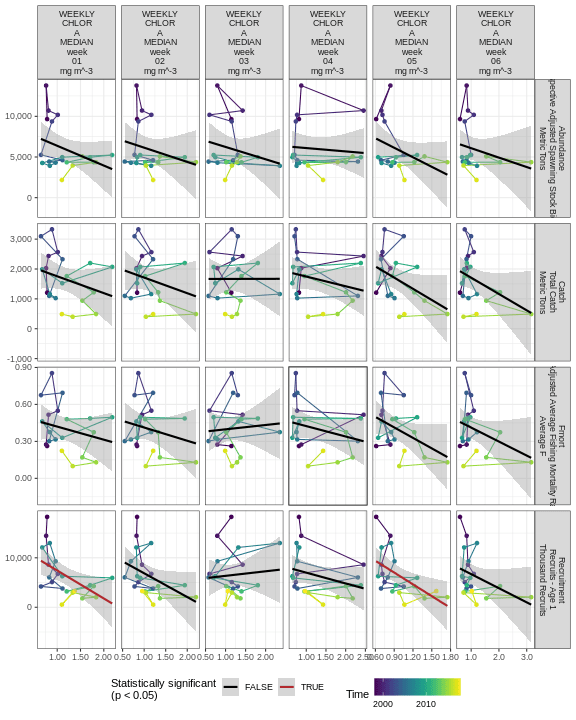 WEEKLY
CHLOR
A
MEDIAN
week
01
mg m^-3
WEEKLY
CHLOR
A
MEDIAN
week
02
mg m^-3
WEEKLY
CHLOR
A
MEDIAN
week
03
mg m^-3
WEEKLY
CHLOR
A
MEDIAN
week
04
mg m^-3
WEEKLY
CHLOR
A
MEDIAN
week
05
mg m^-3
WEEKLY
CHLOR
A
MEDIAN
week
06
mg m^-3
10,000
5,000
0
Abundance
Adjusted Spawning Stock
Metric Tons
3,000
2,000
1,000
0
-1,000
Catch
Total Catch
Metric Tons
0.90
0.60
0.30
0.00
Fmort
Average Fishing Mortality
Average F
10,000
0
Recruitment
Recruits - Age 1
Thousand Recruits
1.00 1.50 2.00
0.50 1.00 1.50 2.00
0.50 1.00 1.50 2.00
1.00 1.50 2.00
0.60 0.90 1.20 1.50 1.80
1.0 2.0 3.0
Statistically significant
(p < 0.05)
FALSE
TRUE
Time
2000 2010